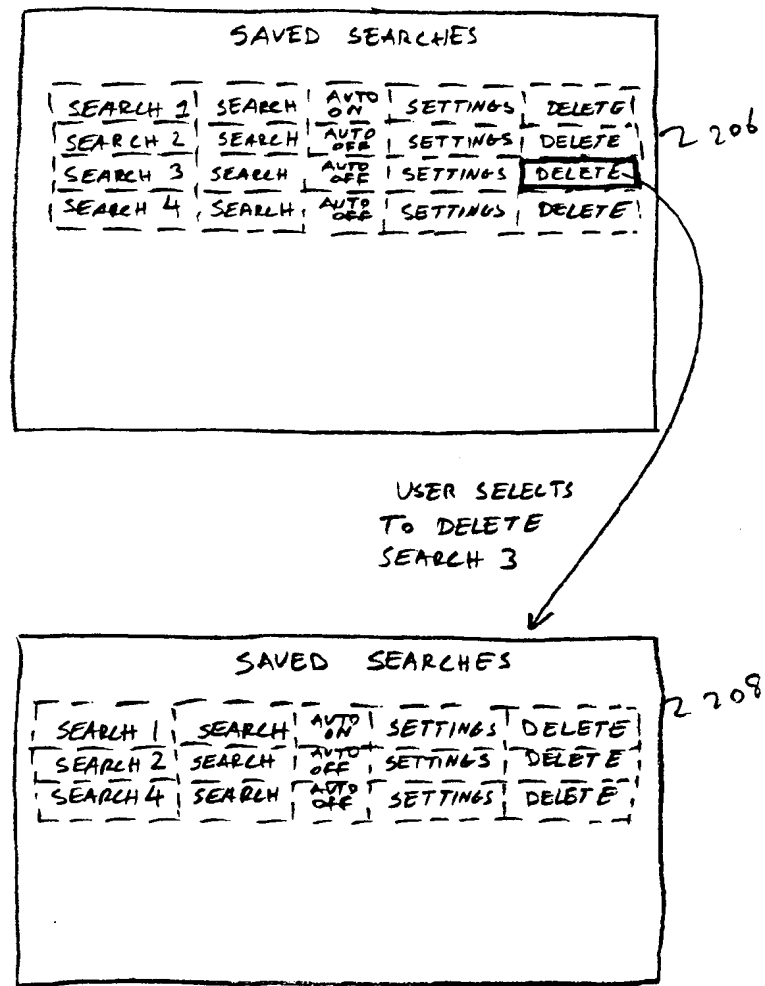 SAVED SEARCHES
SEARCH 1 SEARCH AUTO ON SETTINGS DELETE
SEARCH 2 SEARCH AUTO OFF SETTINGS DELETE
206
SEARCH 3 SEARCH AUTO OFF SETTINGS DELETE
SEARCH 4 SEARCH AUTO OFF SETTINGS DELETE
USER SELECTS
TO DELETE
SEARCH 3
SAVED SEARCHES
208
SEARCH 1 SEARCH AUTO ON SETTINGS DELETE
SEARCH 2 SEARCH AUTO OFF SETTINGS DELETE
SEARCH 4 SEARCH AUTO OFF SETTINGS DELETE